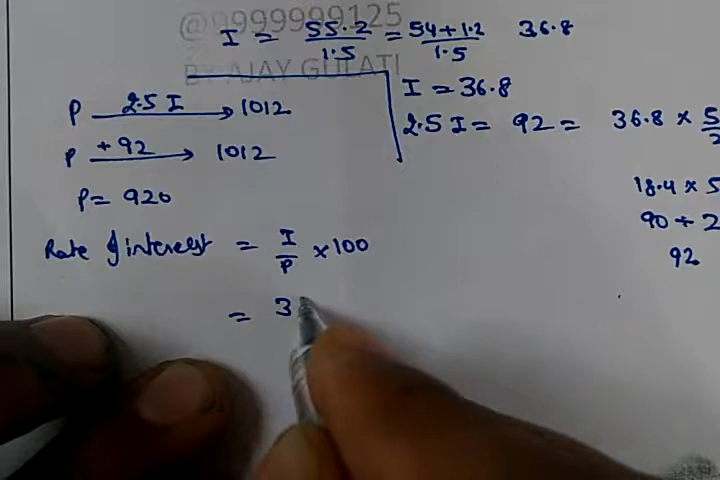 @9999999125
I = 55.2/1.5 = 54+1.2/1.5 36.8
BY AJAY GULATI
I = 36.8
P 2.5 I → 1012
2.5 I = 92 = 36.8 × 5/2
P +92 → 1012
18.4 × 5
P = 920
90 + 2
92
Rate of interest = I/P × 100
= 3